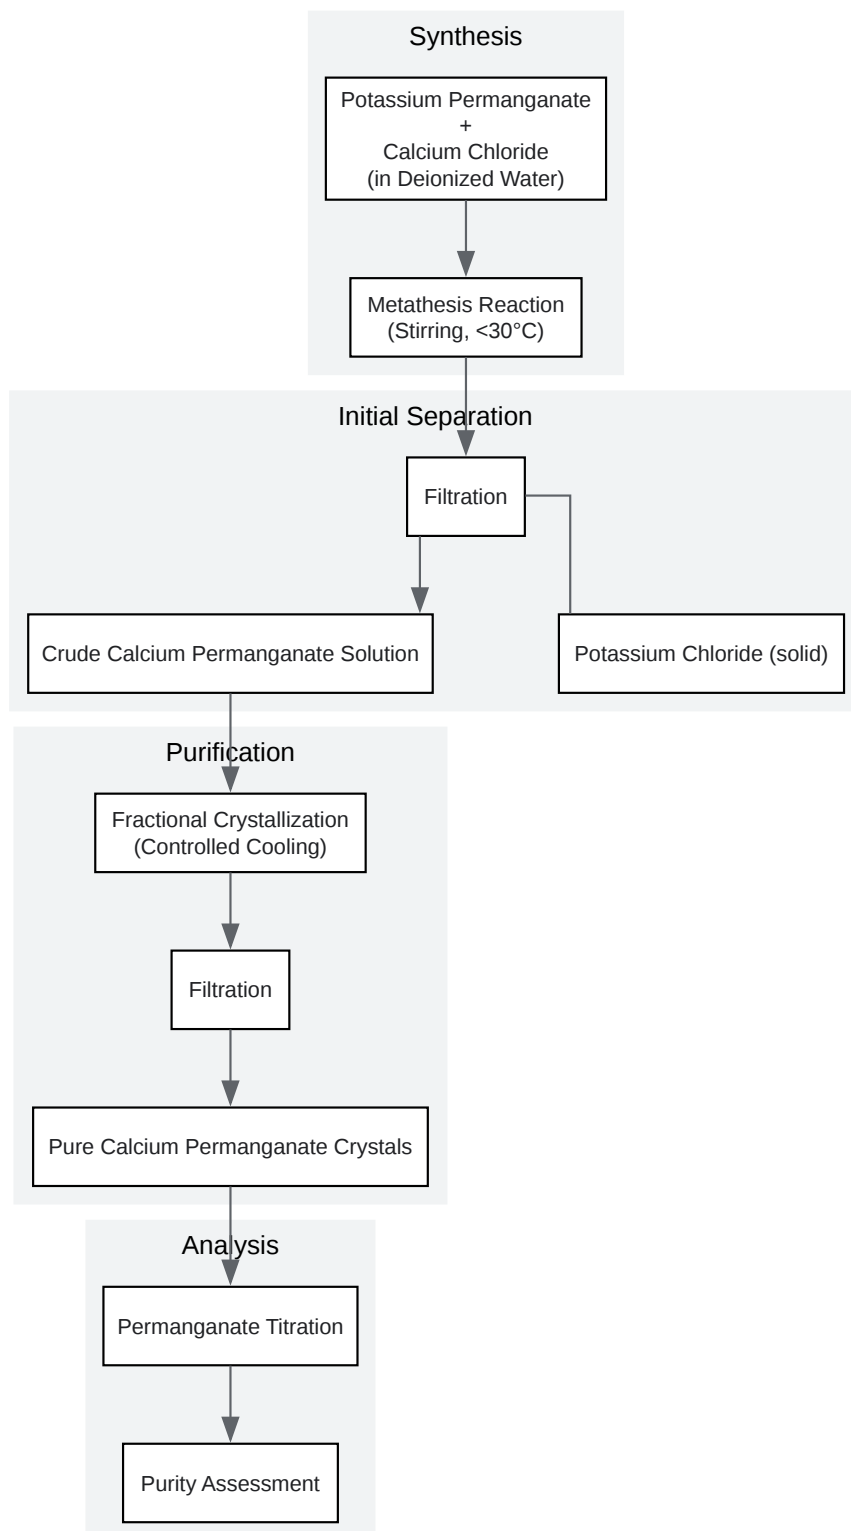 Synthesis
Potassium Permanganate
+
Calcium Chloride
(in Deionized Water)
Metathesis Reaction
(Stirring, <30°C)
Initial Separation
Filtration
Crude Calcium Permanganate Solution
Potassium Chloride (solid)
Purification
Fractional Crystallization
(Controlled Cooling)
Filtration
Pure Calcium Permanganate Crystals
Analysis
Permanganate Titration
Purity Assessment